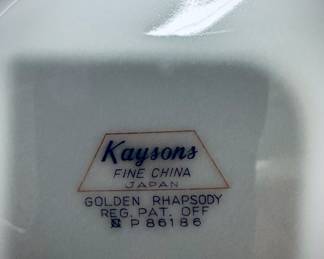 Kaysons
FINE CHINA
JAPAN
GOLDEN RHAPSODY
REG. PAT. OFF
P 86186